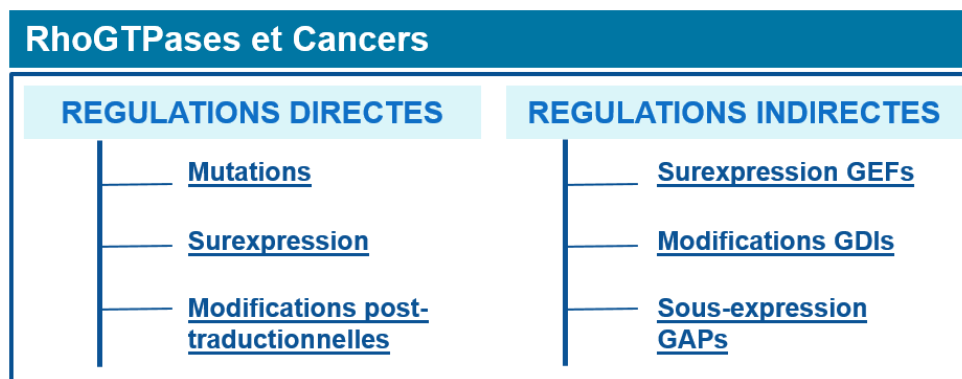 RhoGTPases et Cancers
REGULATIONS DIRECTES
Mutations
Surexpression
Modifications post-
traductionnelles
REGULATIONS INDIRECTES
Surexpression GEFs
Modifications GDIs
Sous-expression
GAPs